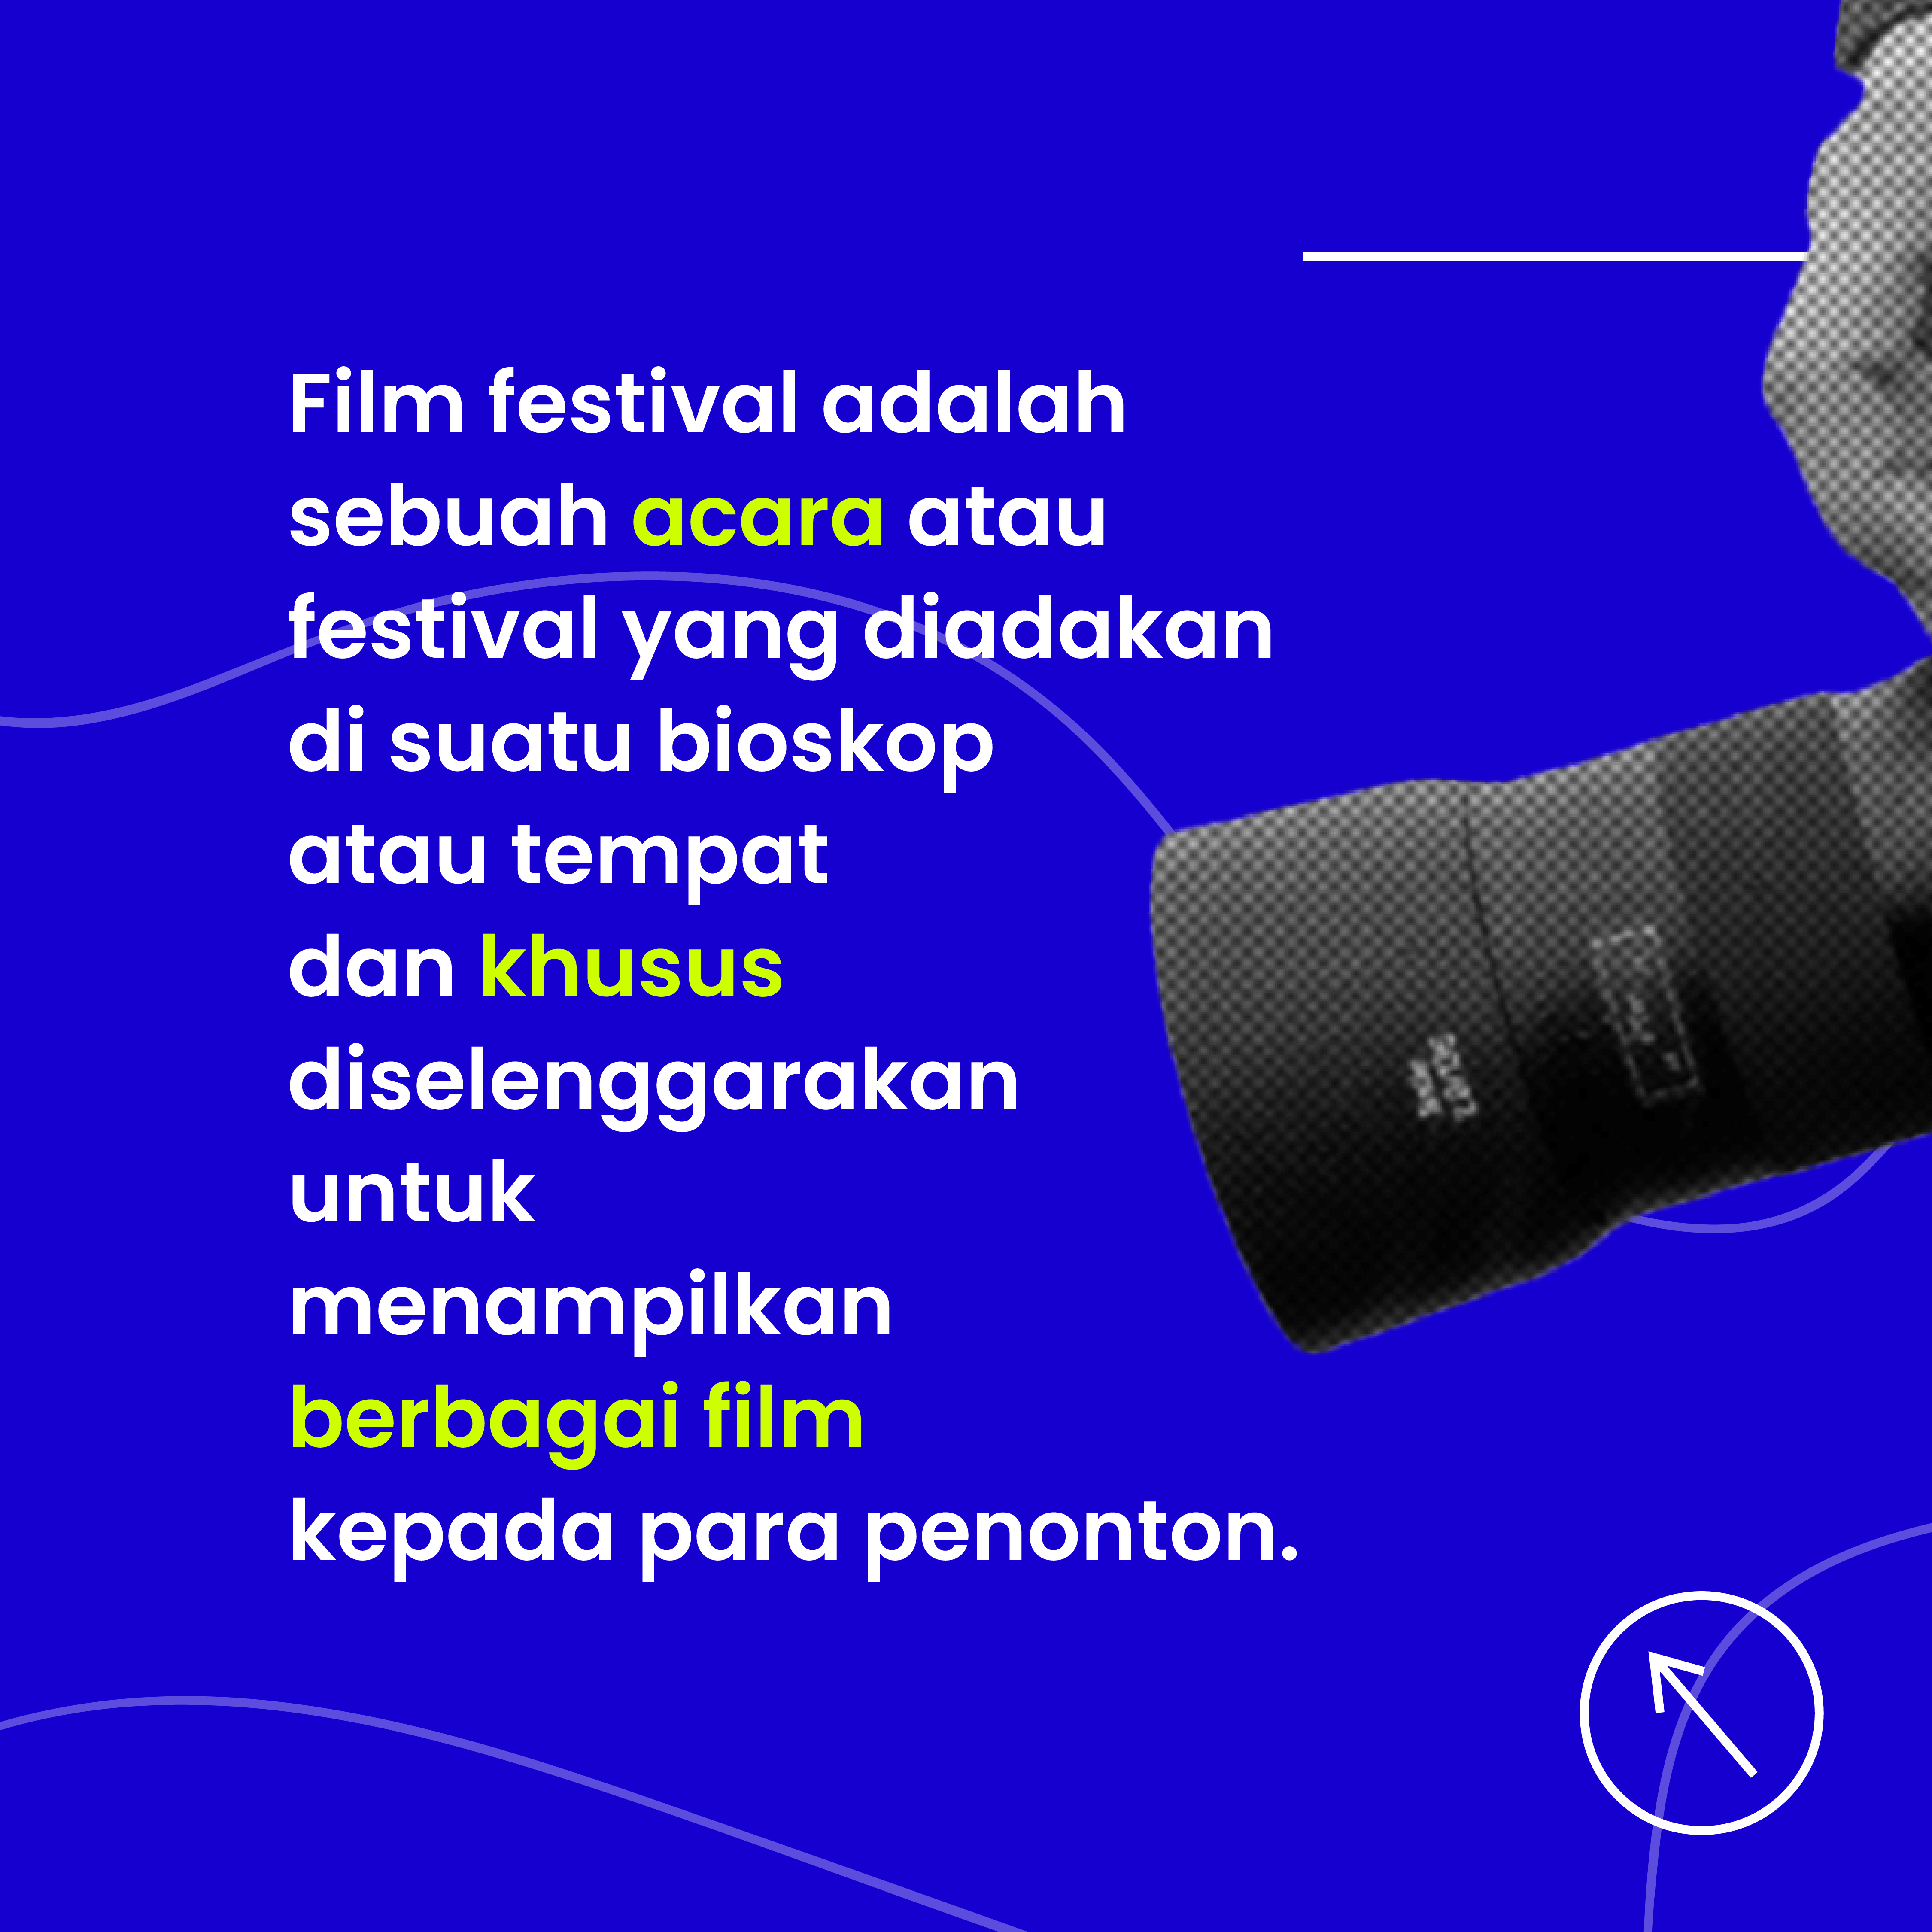 Film festival adalah
sebuah acara atau
festival yang diadakan
di suatu bioskop
atau tempat
dan khusus
diselenggarakan
untuk
menampilkan
berbagai film
kepada para penonton.